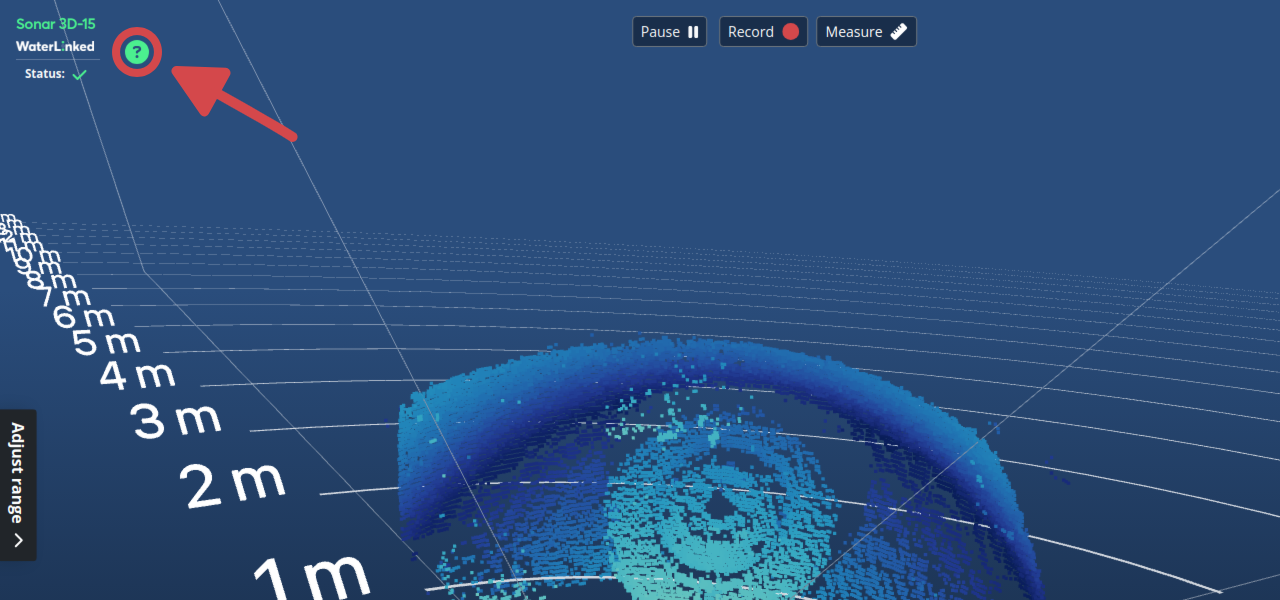 Sonar 3D-15
WaterLinked
Status:
?
Pause
Record
Measure
9 m
8 m
7 m
6 m
5 m
4 m
3 m
2 m
1 m
Adjust range